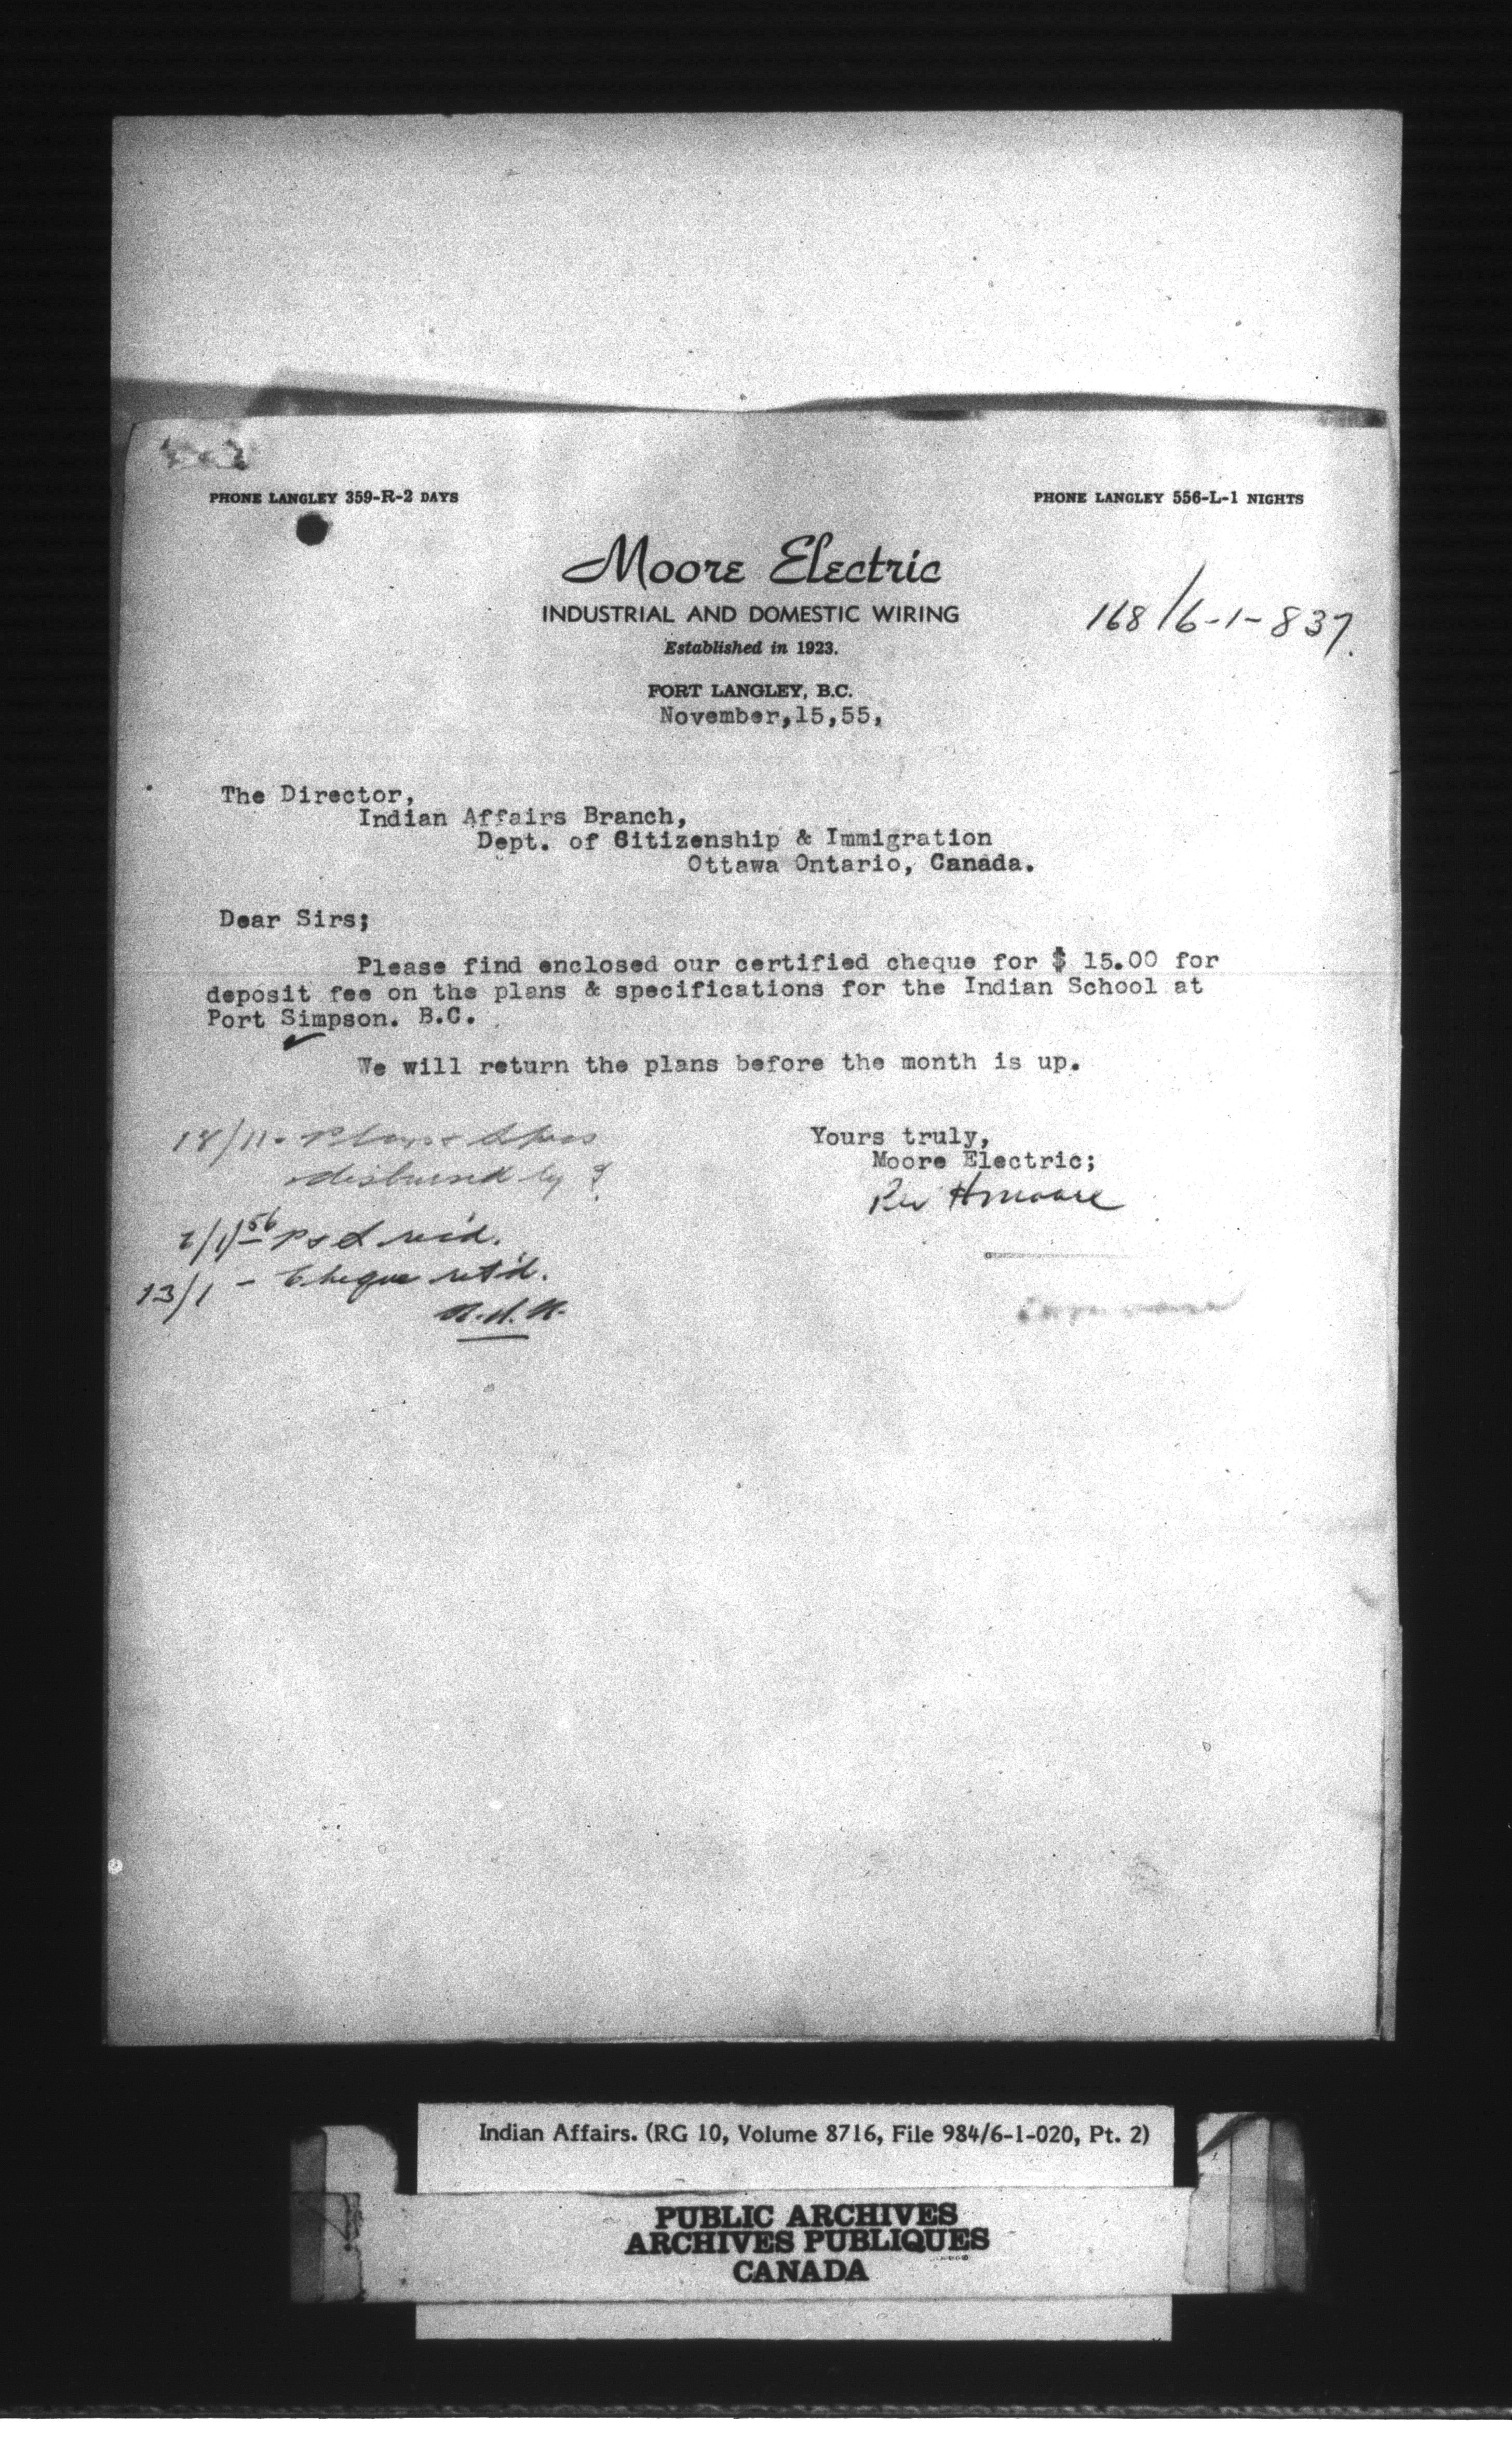 PHONE LANGLEY 359-R-2 DAYS
PHONE LANGLEY 556-L-1 NIGHTS
Moore Electric
INDUSTRIAL AND DOMESTIC WIRING
Established in 1923.
168/6-1-837.
FORT LANGLEY, B.C.
November,15,55,
The Director,
Indian Affairs Branch,
Dept. of Citizenship & Immigration
Ottawa Ontario, Canada.
Dear Sirs;
Please find enclosed our certified cheque for $ 15.00 for
deposit fee on the plans & specifications for the Indian School at
Port Simpson. B.C.
We will return the plans before the month is up.
Yours truly,
Moore Electric;
Per HMoore
18/11 - Plans & Specs
by
/1/56 P & S rec'd.
13/1 - Cheque ret'd.
Indian Affairs. (RG 10, Volume 8716, File 984/6-1-020, Pt. 2)
PUBLIC ARCHIVES
ARCHIVES PUBLIQUES
CANADA